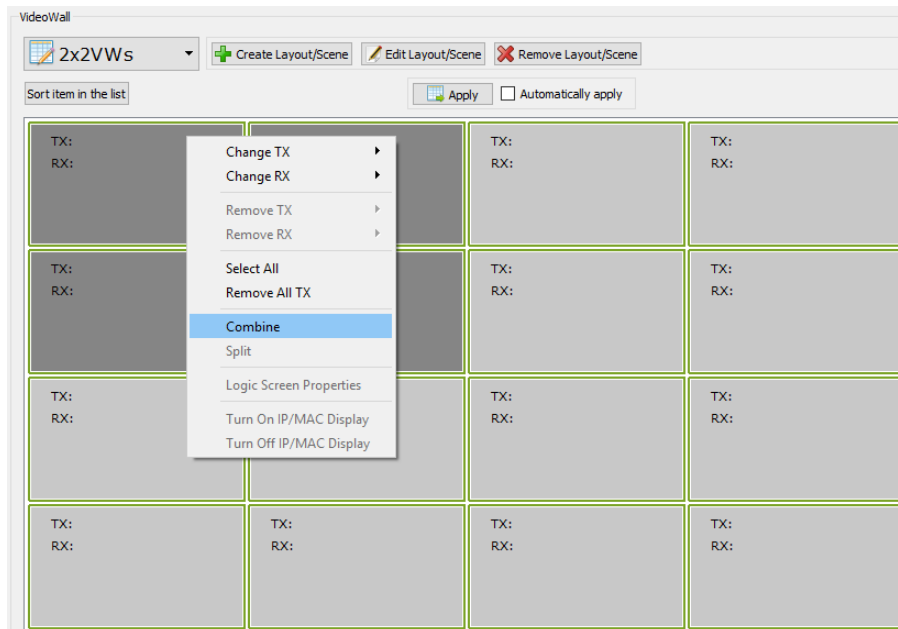 VideoWall
2x2VWs Create Layout/Scene Edit Layout/Scene Remove Layout/Scene
Sort item in the list Apply Automatically apply
TX: TX: TX:
RX: RX: RX:
Change TX
Change RX
Remove TX
Remove RX
TX: TX: TX:
RX: RX: RX:
Select All
Remove All TX
Combine
Split
Logic Screen Properties
Turn On IP/MAC Display
Turn Off IP/MAC Display
TX: TX: TX:
RX: RX: RX:
TX: TX: TX: TX:
RX: RX: RX: RX: